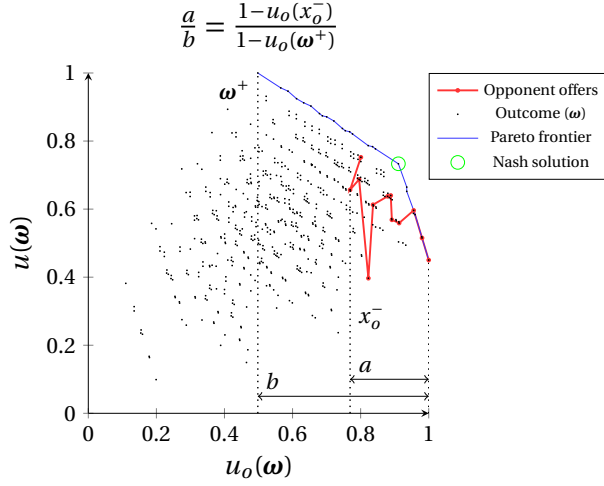 a/b = 1−u_o(x_o^−)/1−u_o(ω^+)
ω^+
Opponent offers
Outcome (ω)
Pareto frontier
Nash solution
1
0.8
0.6
0.4
0.2
0
u(ω)
x_o^−
a
b
0 0.2 0.4 0.6 0.8 1
u_o(ω)